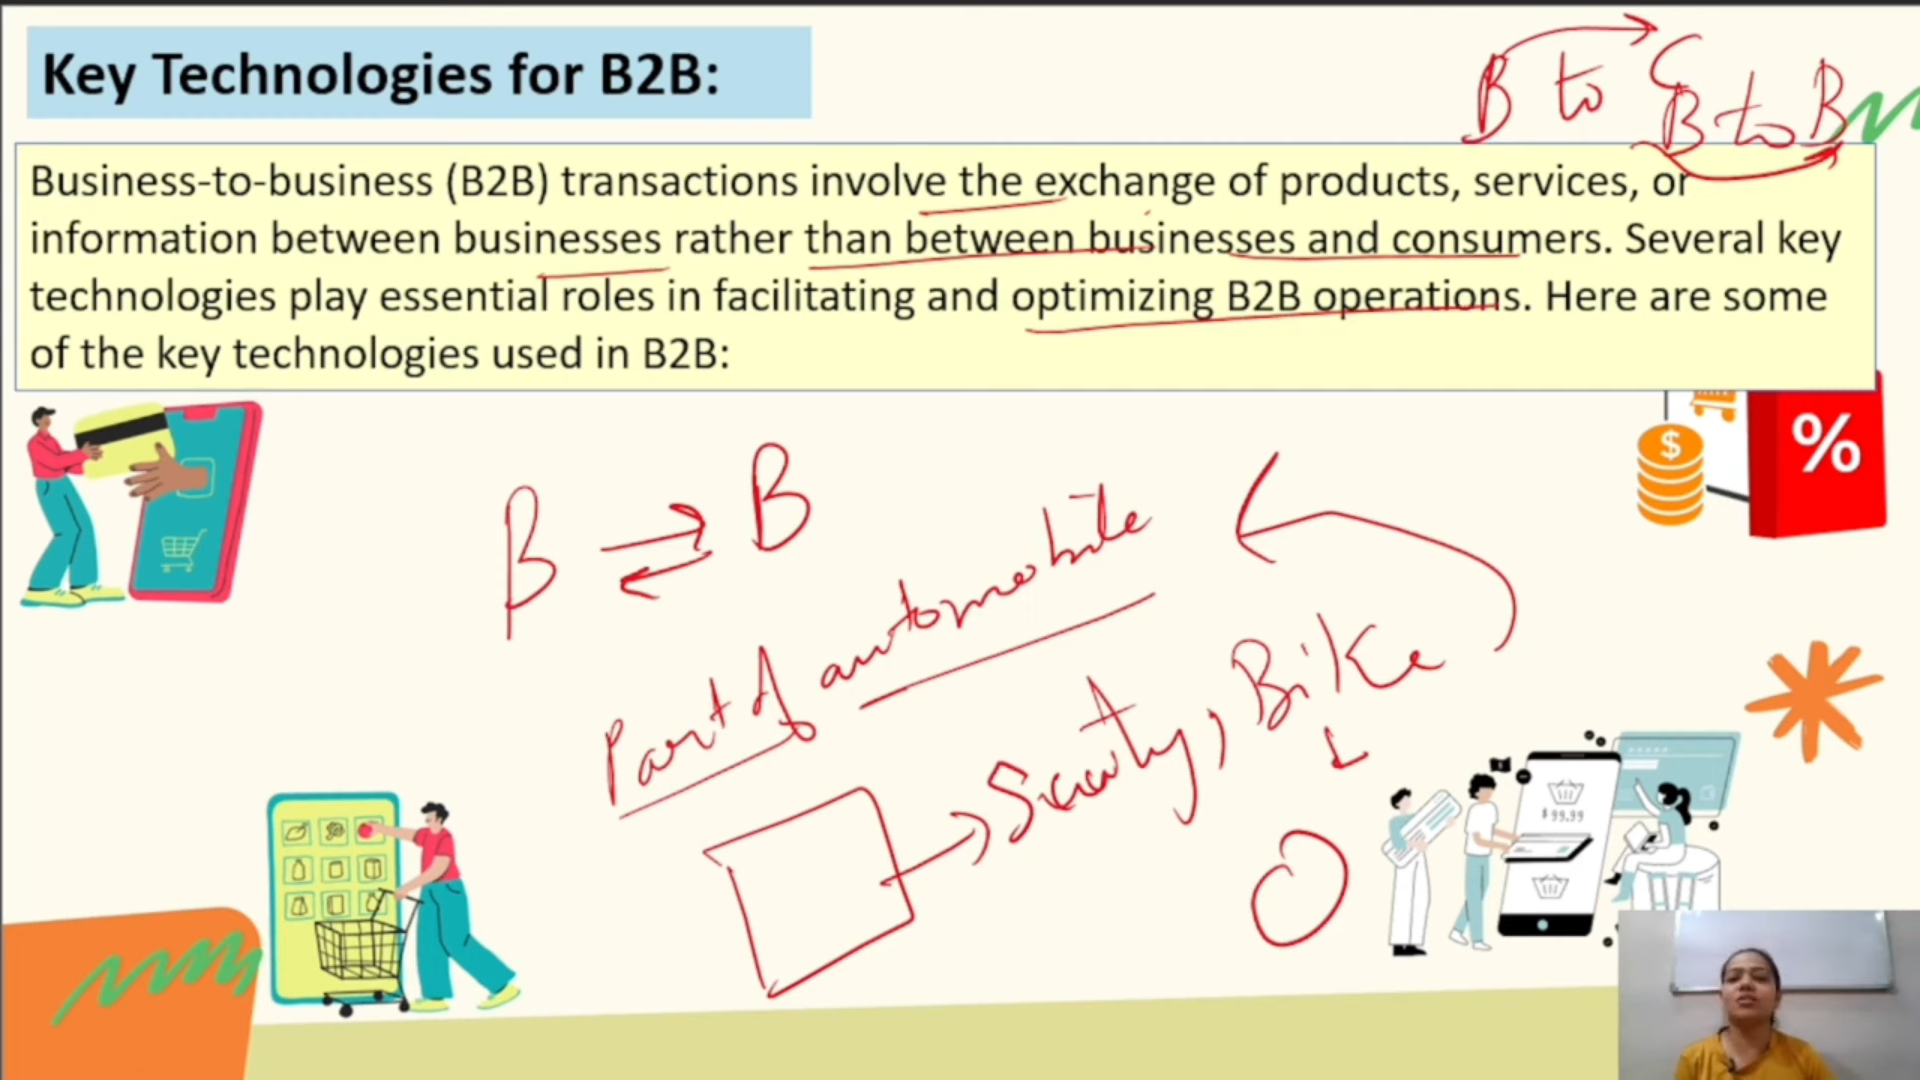 Key Technologies for B2B:
B to C
B to B
Business-to-business (B2B) transactions involve the exchange of products, services, or
information between businesses rather than between businesses and consumers. Several key
technologies play essential roles in facilitating and optimizing B2B operations. Here are some
of the key technologies used in B2B:
$
%
B B
Part of automobile
Bike
$99.99